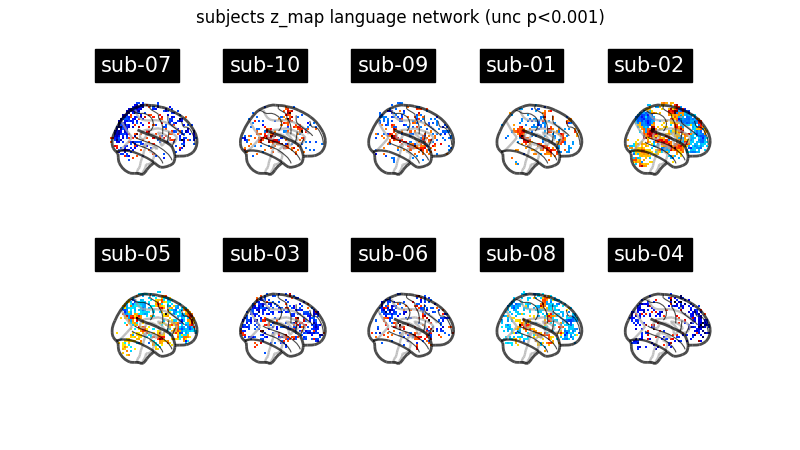 subjects z_map language network (unc p<0.001)
sub-07
sub-10
sub-09
sub-01
sub-02
sub-05
sub-03
sub-06
sub-08
sub-04